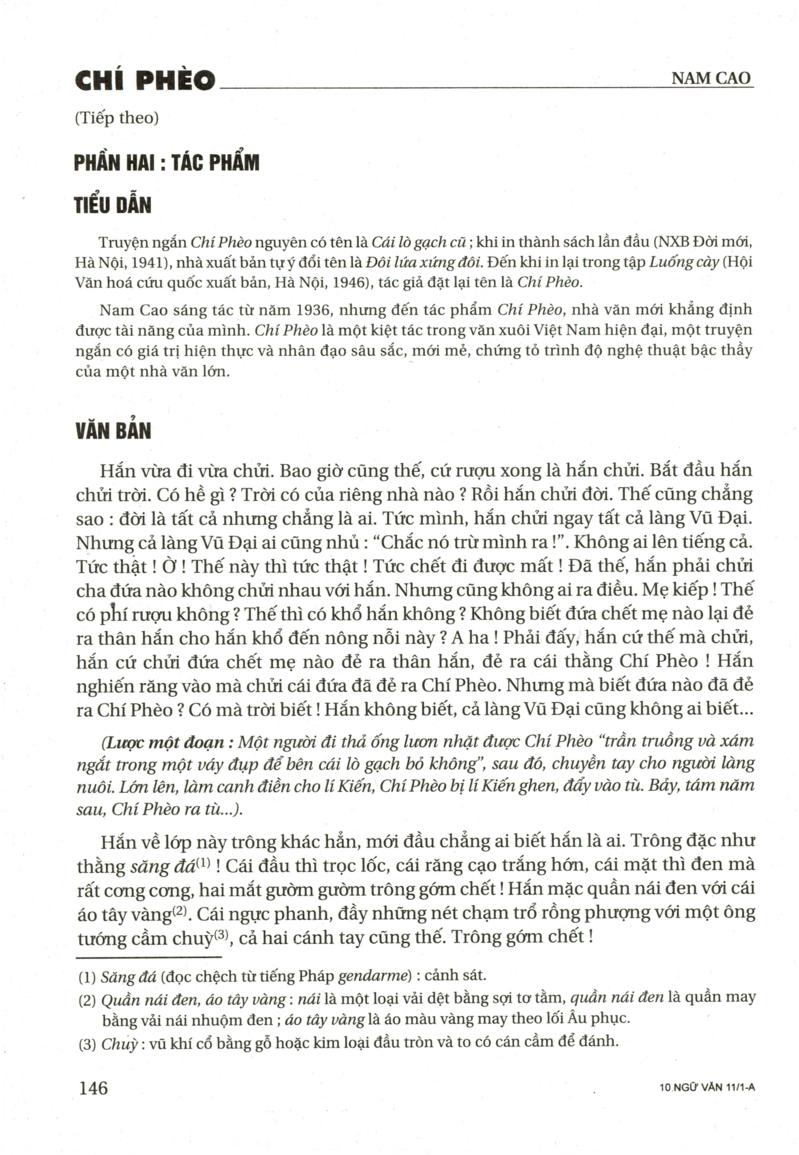 CHÍ PHÈO
NAM CAO
(Tiếp theo)
PHẦN HAI : TÁC PHẨM
TIỂU DẪN
Truyện ngắn Chí Phèo nguyên có tên là Cái lò gạch cũ ; khi in thành sách lần đầu (NXB Đời mới,
Hà Nội, 1941), nhà xuất bản tự ý đổi tên là Đôi lứa xứng đôi. Đến khi in lại trong tập Luống cày (Hội
Văn hoá cứu quốc xuất bản, Hà Nội, 1946), tác giả đặt lại tên là Chí Phèo.
Nam Cao sáng tác từ năm 1936, nhưng đến tác phẩm Chí Phèo, nhà văn mới khẳng định
được tài năng của mình. Chí Phèo là một kiệt tác trong văn xuôi Việt Nam hiện đại, một truyện
ngắn có giá trị hiện thực và nhân đạo sâu sắc, mới mẻ, chứng tỏ trình độ nghệ thuật bậc thầy
của một nhà văn lớn.
VĂN BẢN
Hắn vừa đi vừa chửi. Bao giờ cũng thế, cứ rượu xong là hắn chửi. Bắt đầu hắn
chửi trời. Có hề gì ? Trời có của riêng nhà nào ? Rồi hắn chửi đời. Thế cũng chẳng
sao : đời là tất cả nhưng chẳng là ai. Tức mình, hắn chửi ngay tất cả làng Vũ Đại.
Nhưng cả làng Vũ Đại ai cũng nhủ : “Chắc nó trừ mình ra !”. Không ai lên tiếng cả.
Tức thật ! Ờ ! Thế này thì tức thật ! Tức chết đi được mất ! Đã thế, hắn phải chửi
cha đứa nào không chửi nhau với hắn. Nhưng cũng không ai ra điều. Mẹ kiếp ! Thế
có phí rượu không ? Thế thì có khổ hắn không ? Không biết đứa chết mẹ nào lại đẻ
ra thân hắn cho hắn khổ đến nông nỗi này ? A ha ! Phải đấy, hắn cứ thế mà chửi,
hắn cứ chửi đứa chết mẹ nào đẻ ra thân hắn, đẻ ra cái thằng Chí Phèo ! Hắn
nghiến răng vào mà chửi cái đứa đã đẻ ra Chí Phèo. Nhưng mà biết đứa nào đã đẻ
ra Chí Phèo ? Có mà trời biết ! Hắn không biết, cả làng Vũ Đại cũng không ai biết...
(Lược một đoạn : Một người đi thả ống lươn nhặt được Chí Phèo “trần truồng và xám
ngắt trong một váy đụp để bên cái lò gạch bỏ không”, sau đó, chuyền tay cho người làng
nuôi. Lớn lên, làm canh điền cho lí Kiến, Chí Phèo bị lí Kiến ghen, đẩy vào tù. Bảy, tám năm
sau, Chí Phèo ra tù...).
Hắn về lớp này trông khác hẳn, mới đầu chẳng ai biết hắn là ai. Trông đặc như
thằng săng đá(1) ! Cái đầu thì trọc lốc, cái răng cạo trắng hớn, cái mặt thì đen mà
rất cơng cơng, hai mắt gườm gườm trông gớm chết ! Hắn mặc quần nái đen với cái
áo tây vàng(2). Cái ngực phanh, đầy những nét chạm trổ rồng phượng với một ông
tướng cầm chuỳ(3), cả hai cánh tay cũng thế. Trông gớm chết !
(1) Săng đá (đọc chệch từ tiếng Pháp gendarme) : cảnh sát.
(2) Quần nái đen, áo tây vàng : nái là một loại vải dệt bằng sợi tơ tằm, quần nái đen là quần may
bằng vải nái nhuộm đen ; áo tây vàng là áo màu vàng may theo lối Âu phục.
(3) Chuỳ : vũ khí cổ bằng gỗ hoặc kim loại đầu tròn và to có cán cầm để đánh.
146
10.NGỮ VĂN 11/1-A